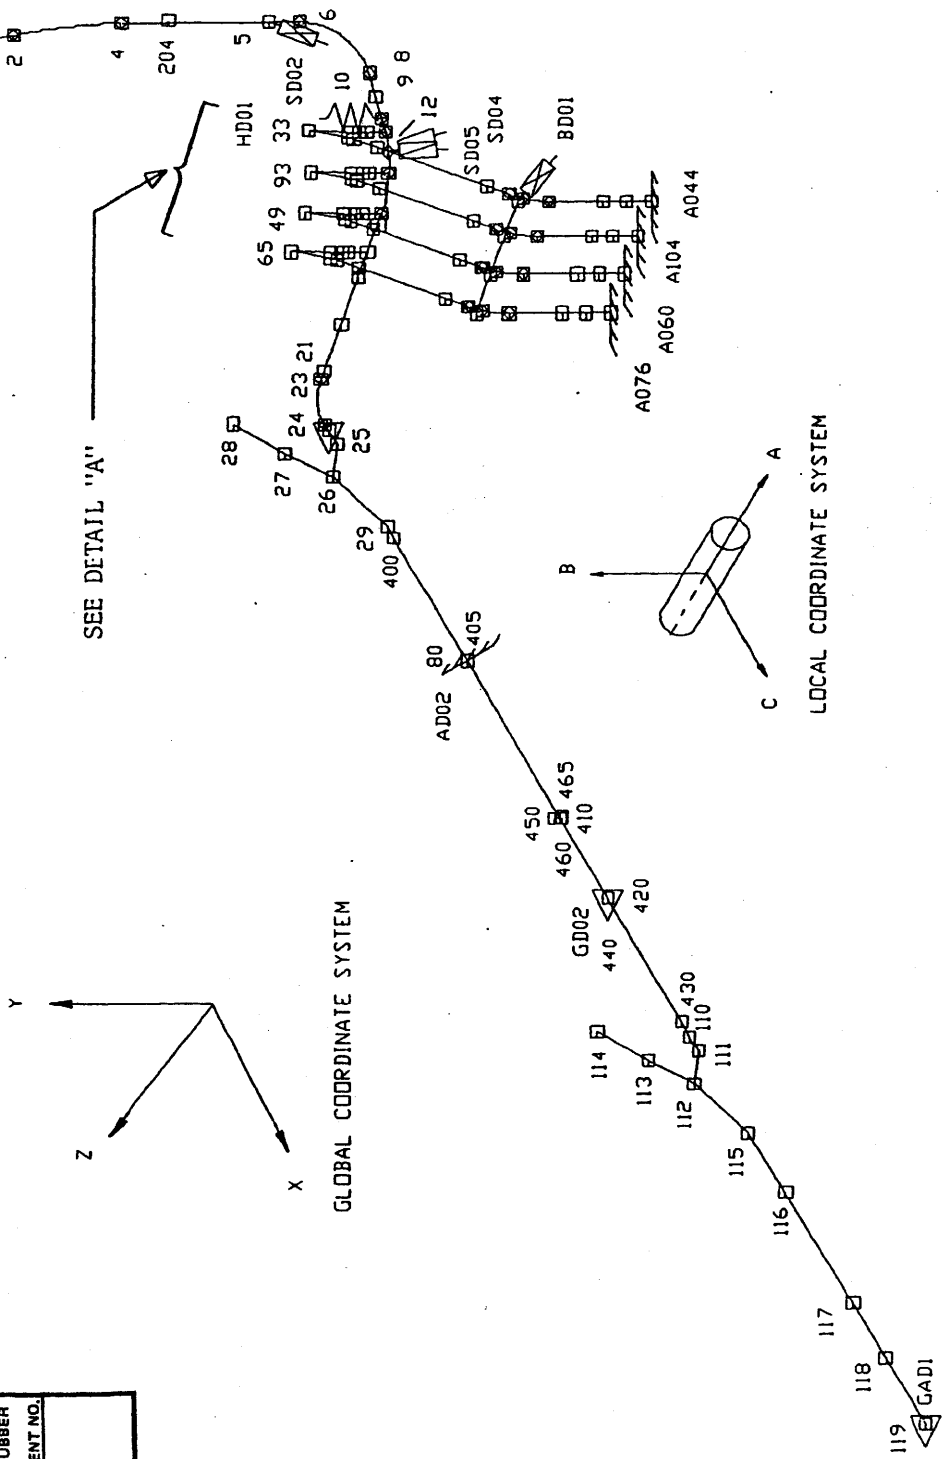 2
4
204
5
6
SD02
10
9
8
HD01
33
12
SD04
SD05
BD01
93
49
65
A044
A104
A060
A076
SEE DETAIL "A"
21
23
24
25
28
27
26
29
400
80
405
AD02
B
A
C
LOCAL COORDINATE SYSTEM
450
465
460
410
GD02
420
440
430
110
111
114
113
112
115
116
117
118
119
GAD1
Y
Z
X
GLOBAL COORDINATE SYSTEM
UBBER
ENT NO.